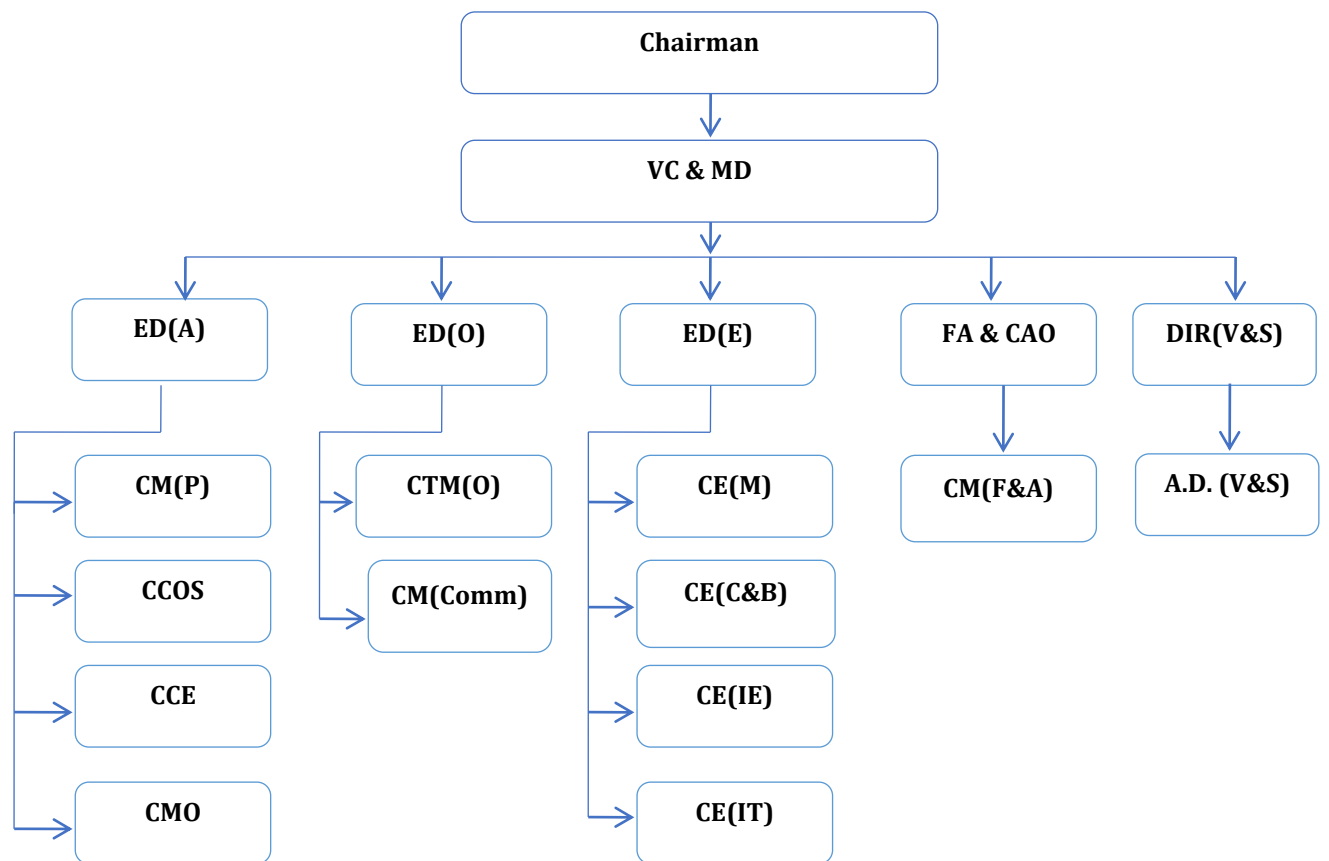 Chairman
VC & MD
ED(A)
ED(O)
ED(E)
FA & CAO
DIR(V&S)
CM(P)
CTM(O)
CE(M)
CM(F&A)
A.D. (V&S)
CCOS
CM(Comm)
CE(C&B)
CCE
CE(IE)
CMO
CE(IT)